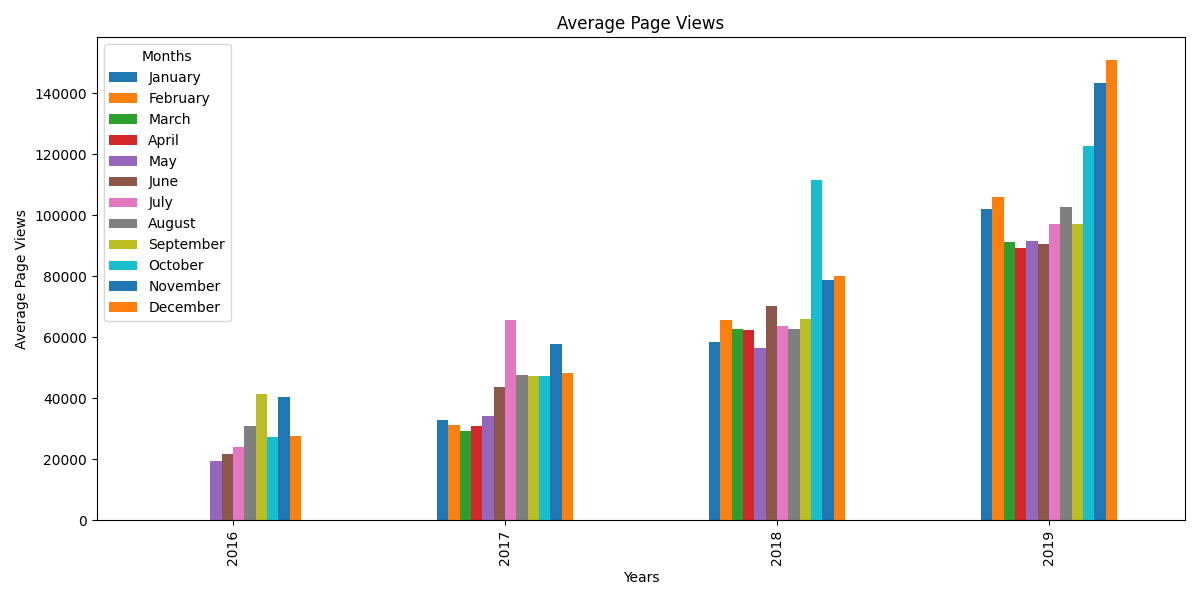 Average Page Views
Months
January
February
March
April
May
June
July
August
September
October
November
December
Average Page Views
140000
120000
100000
80000
60000
40000
20000
0
2016
2017
2018
2019
Years